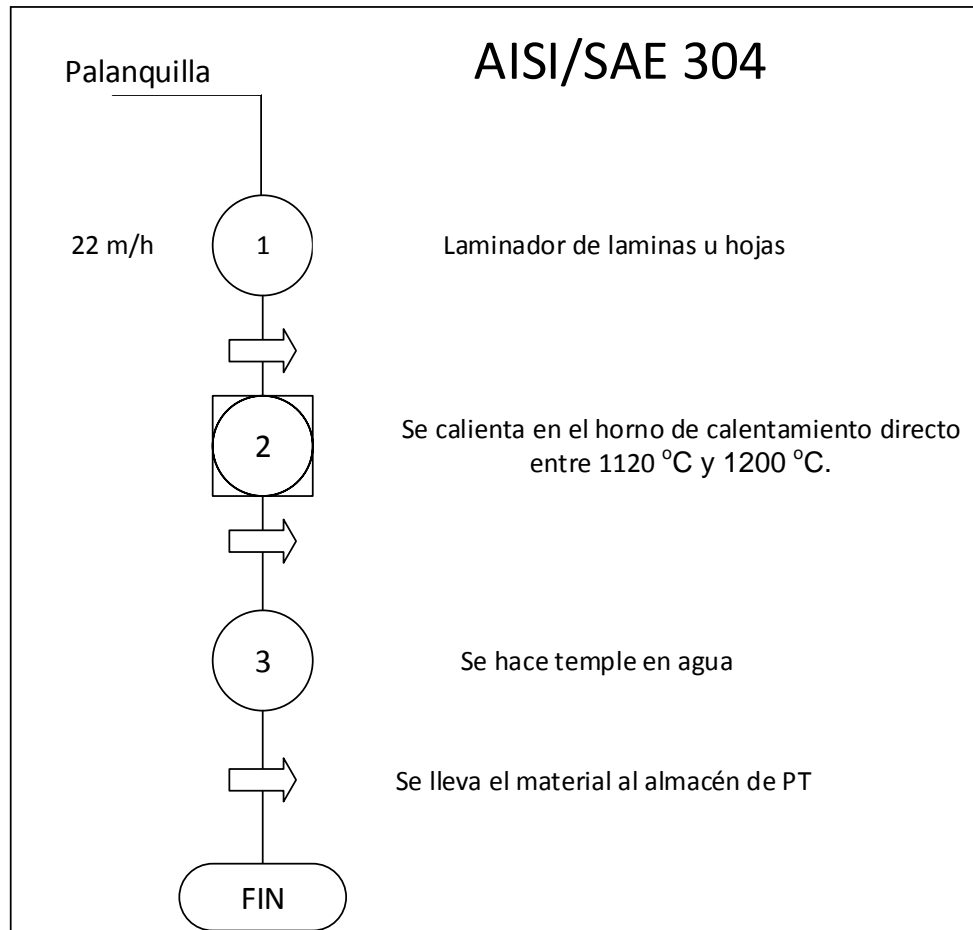 Palanquilla
AISI/SAE 304
22 m/h
1
Laminador de laminas u hojas
2
Se calienta en el horno de calentamiento directo
entre 1120 °C y 1200 °C.
3
Se hace temple en agua
Se lleva el material al almacén de PT
FIN